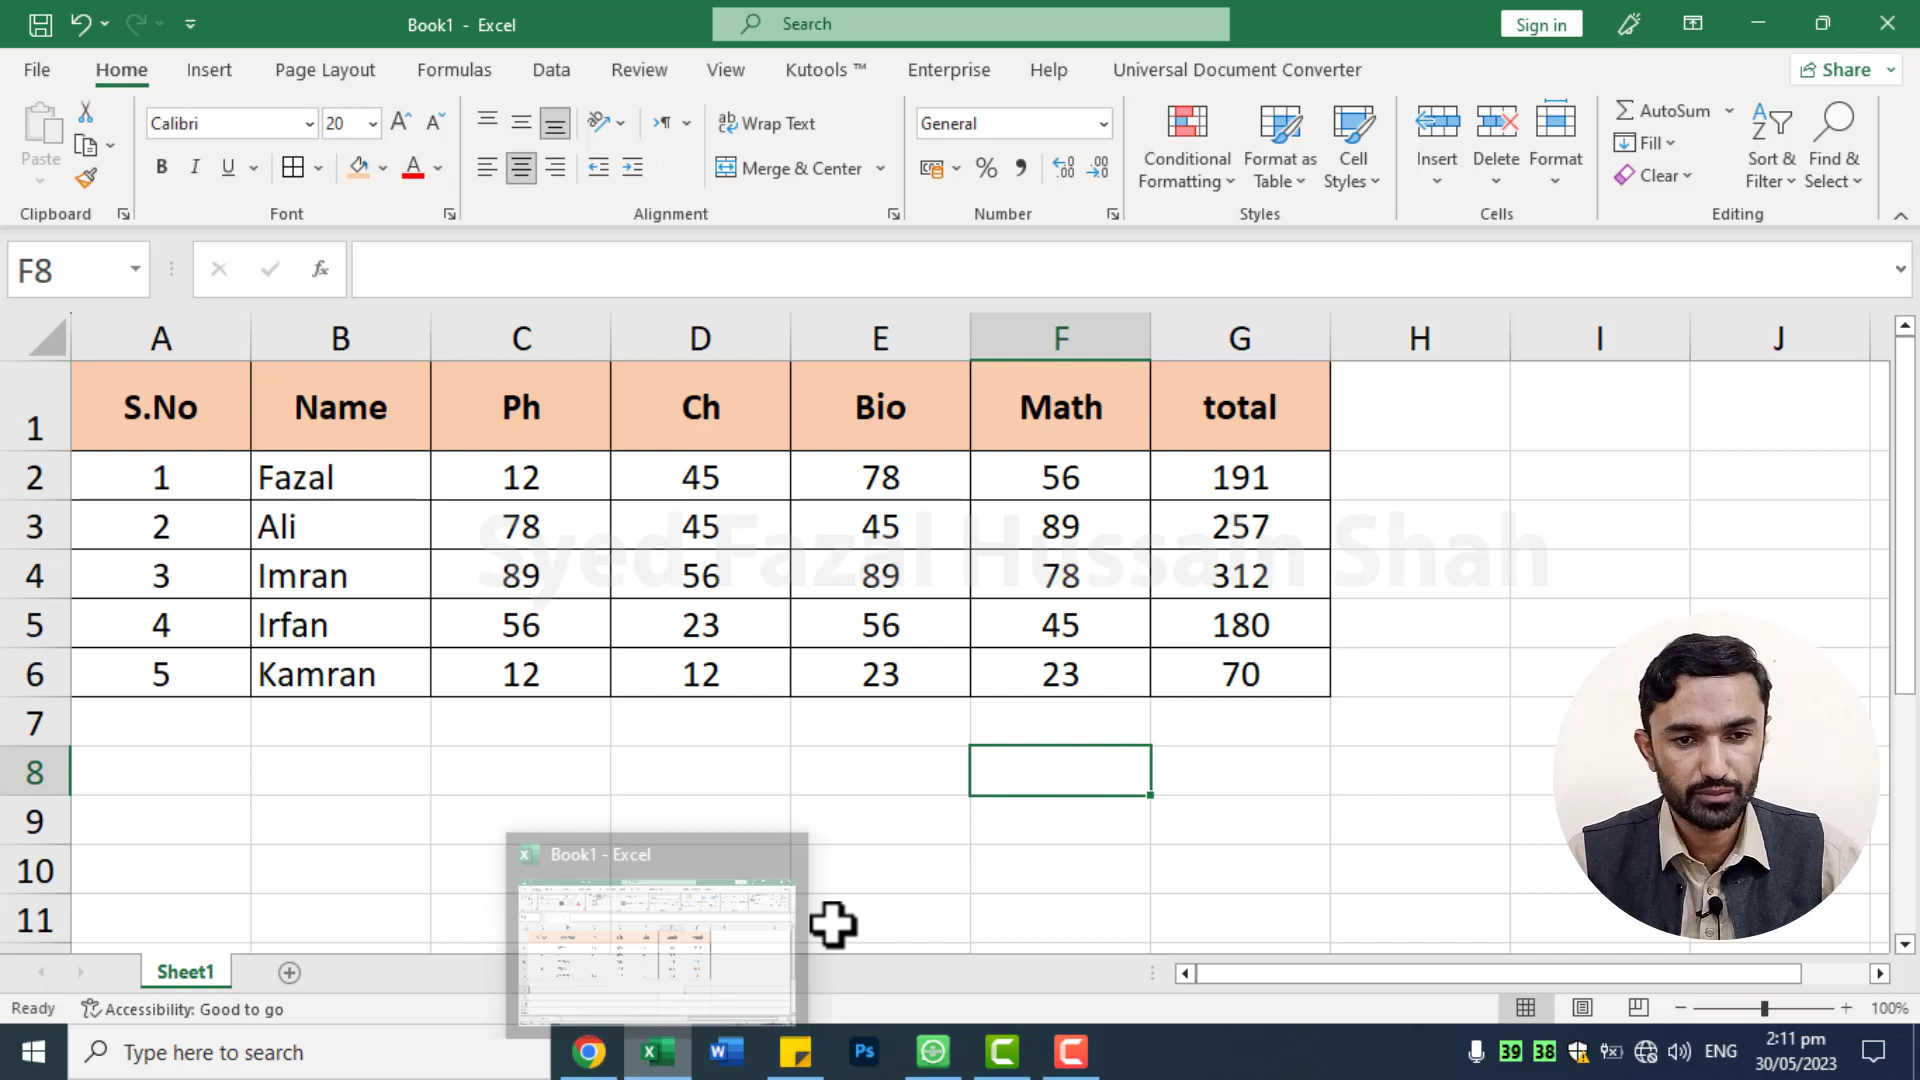 Book1 - Excel
Search
Sign in
File Home Insert Page Layout Formulas Data Review View Kutools ™ Enterprise Help Universal Document Converter Share
Paste
Calibri 20
B I U
Wrap Text
Merge & Center
General
Conditional Formatting
Format as Table
Cell Styles
Insert Delete Format
AutoSum
Fill
Clear
Sort & Filter
Find & Select
Clipboard Font Alignment Number Styles Cells Editing
F8 fx
A B C D E F G H I J
1 S.No Name Ph Ch Bio Math total
2 1 Fazal 12 45 78 56 191
3 2 Ali 78 45 45 89 257
4 3 Imran 89 56 89 78 312
5 4 Irfan 56 23 56 45 180
6 5 Kamran 12 12 23 23 70
Syed Fazal Hussain Shah
7
8
9
10
11
Book1 - Excel
Sheet1
Ready Accessibility: Good to go 100%
Type here to search
Ps
39 38 ENG
2:11 pm
30/05/2023